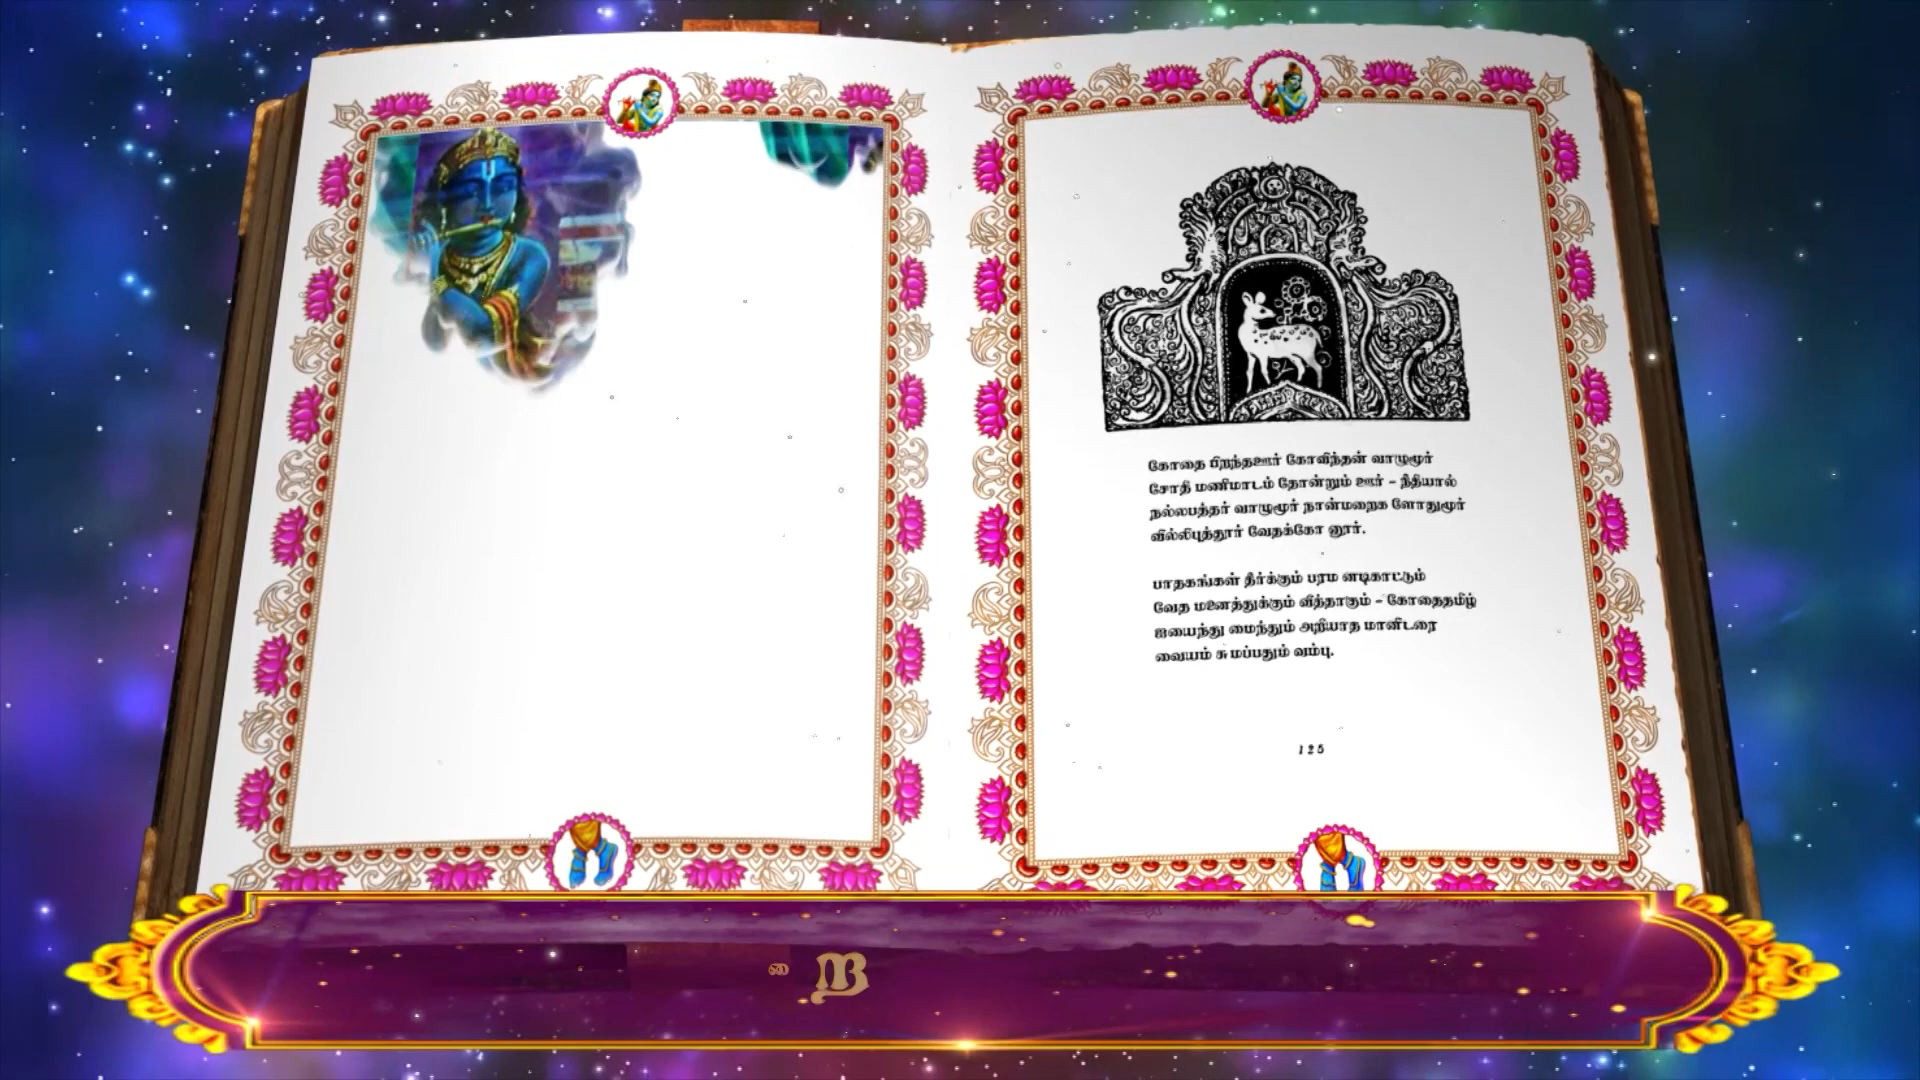 கோதை பிறந்தஊர் கோவிந்தன் வாழுமூர்
சோதி மணிமாடம் தோன்றும் ஊர் - நீதியால்
நல்லபத்தர் வாழுமூர் நான்மறைக ளோதுமூர்
வில்லிபுத்தூர் வேதக்கோ னூர்.
பாதகங்கள் தீர்க்கும் பரம னடிகாட்டும்
வேத மனைத்துக்கும் வித்தாகும் - கோதைதமிழ்
ஐயைந்து மைந்தும் அறியாத மானிடரை
வையம் சுமப்பதும் வம்பு.
125